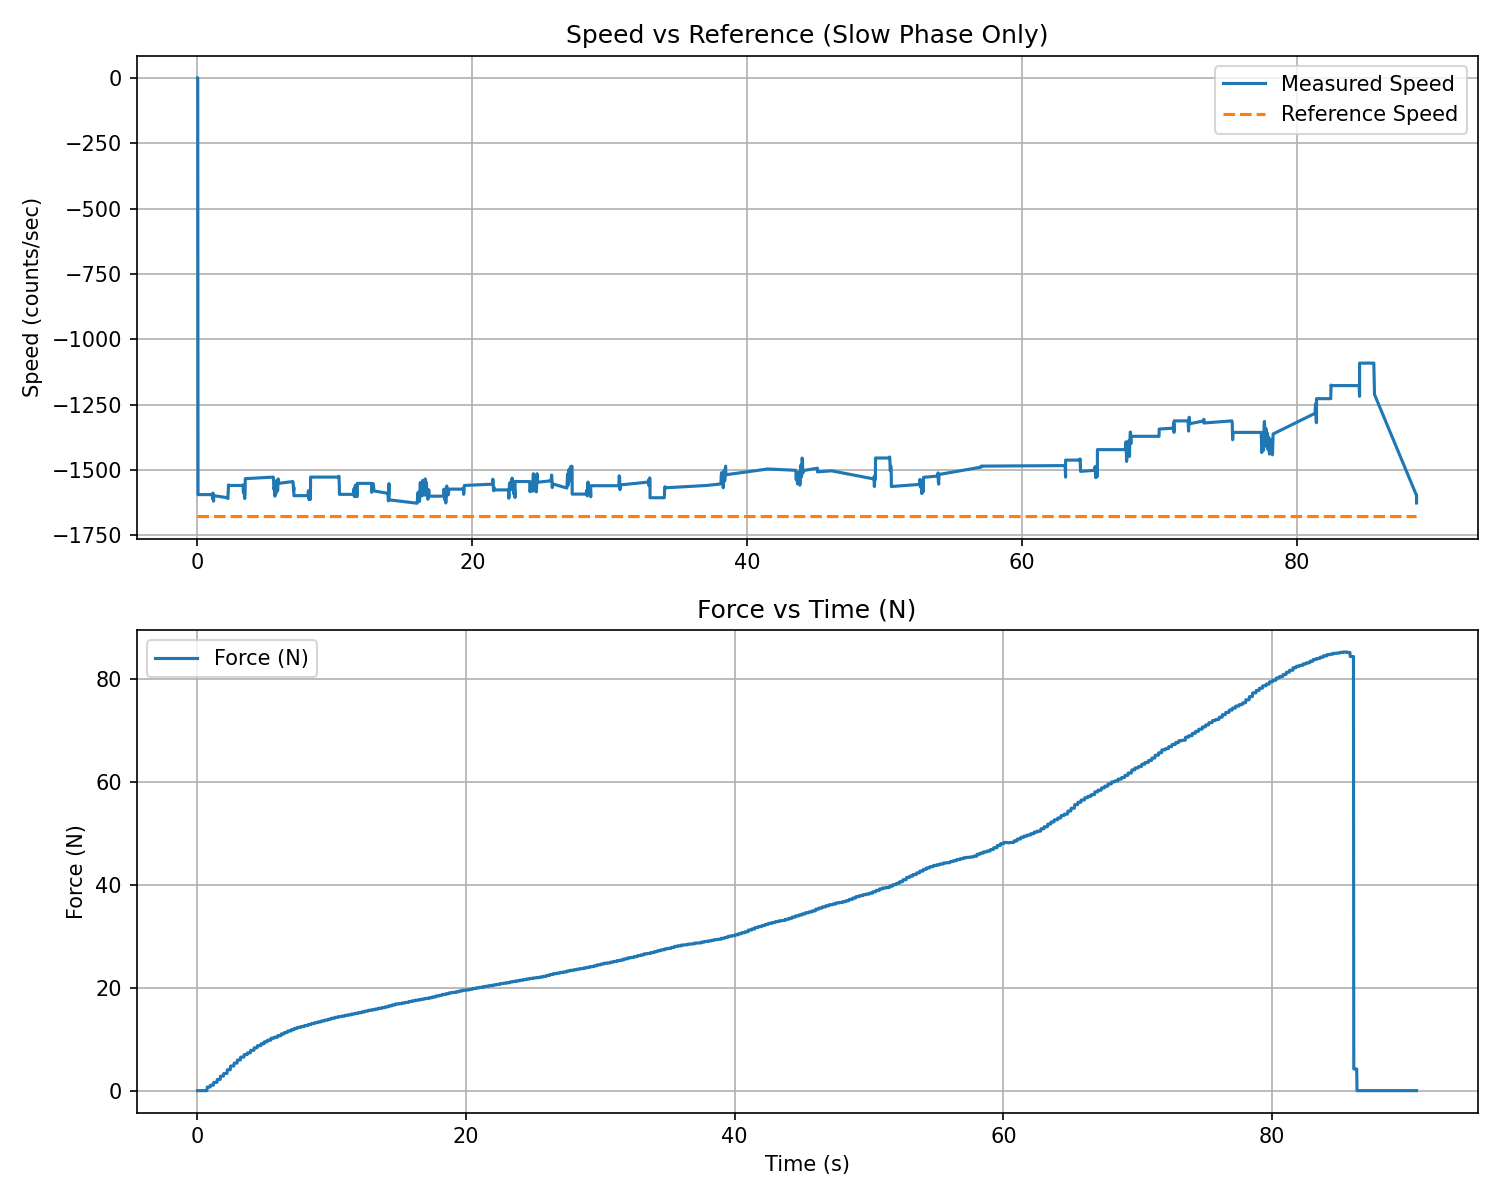 Speed vs Reference (Slow Phase Only)
Measured Speed
Reference Speed
Speed (counts/sec)
0
−250
−500
−750
−1000
−1250
−1500
−1750
0 20 40 60 80
Force vs Time (N)
Force (N)
Force (N)
80
60
40
20
0
0 20 40 60 80
Time (s)